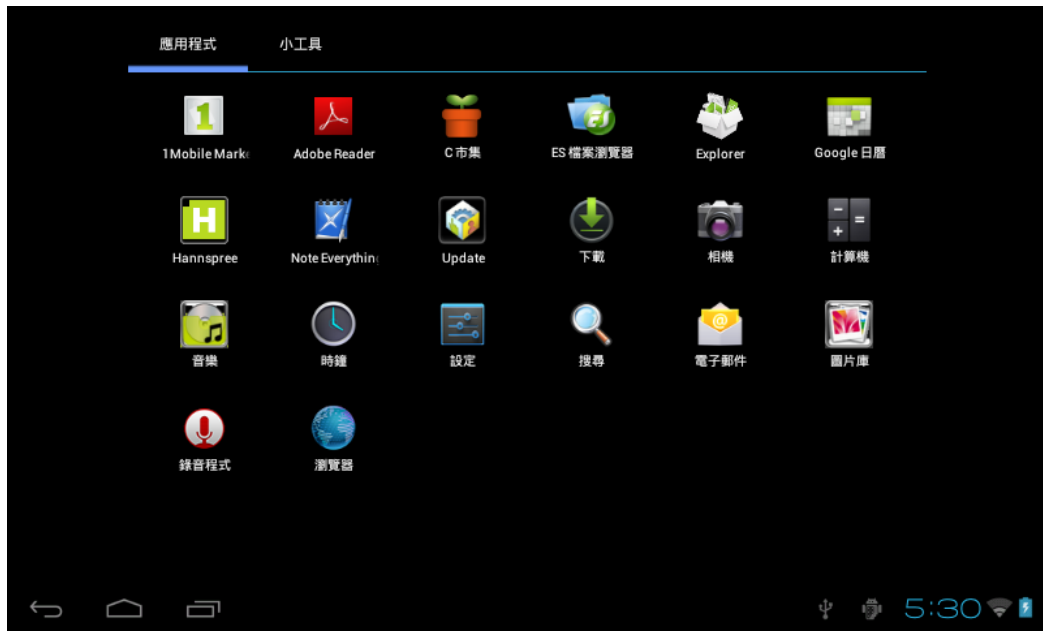 應用程式 小工具
1Mobile Marke Adobe Reader C市集 ES 檔案瀏覽器 Explorer Google 日曆
Hannspree Note Everything Update 下載 相機 計算機
音樂 時鐘 設定 搜尋 電子郵件 圖片庫
錄音程式 瀏覽器
5:30